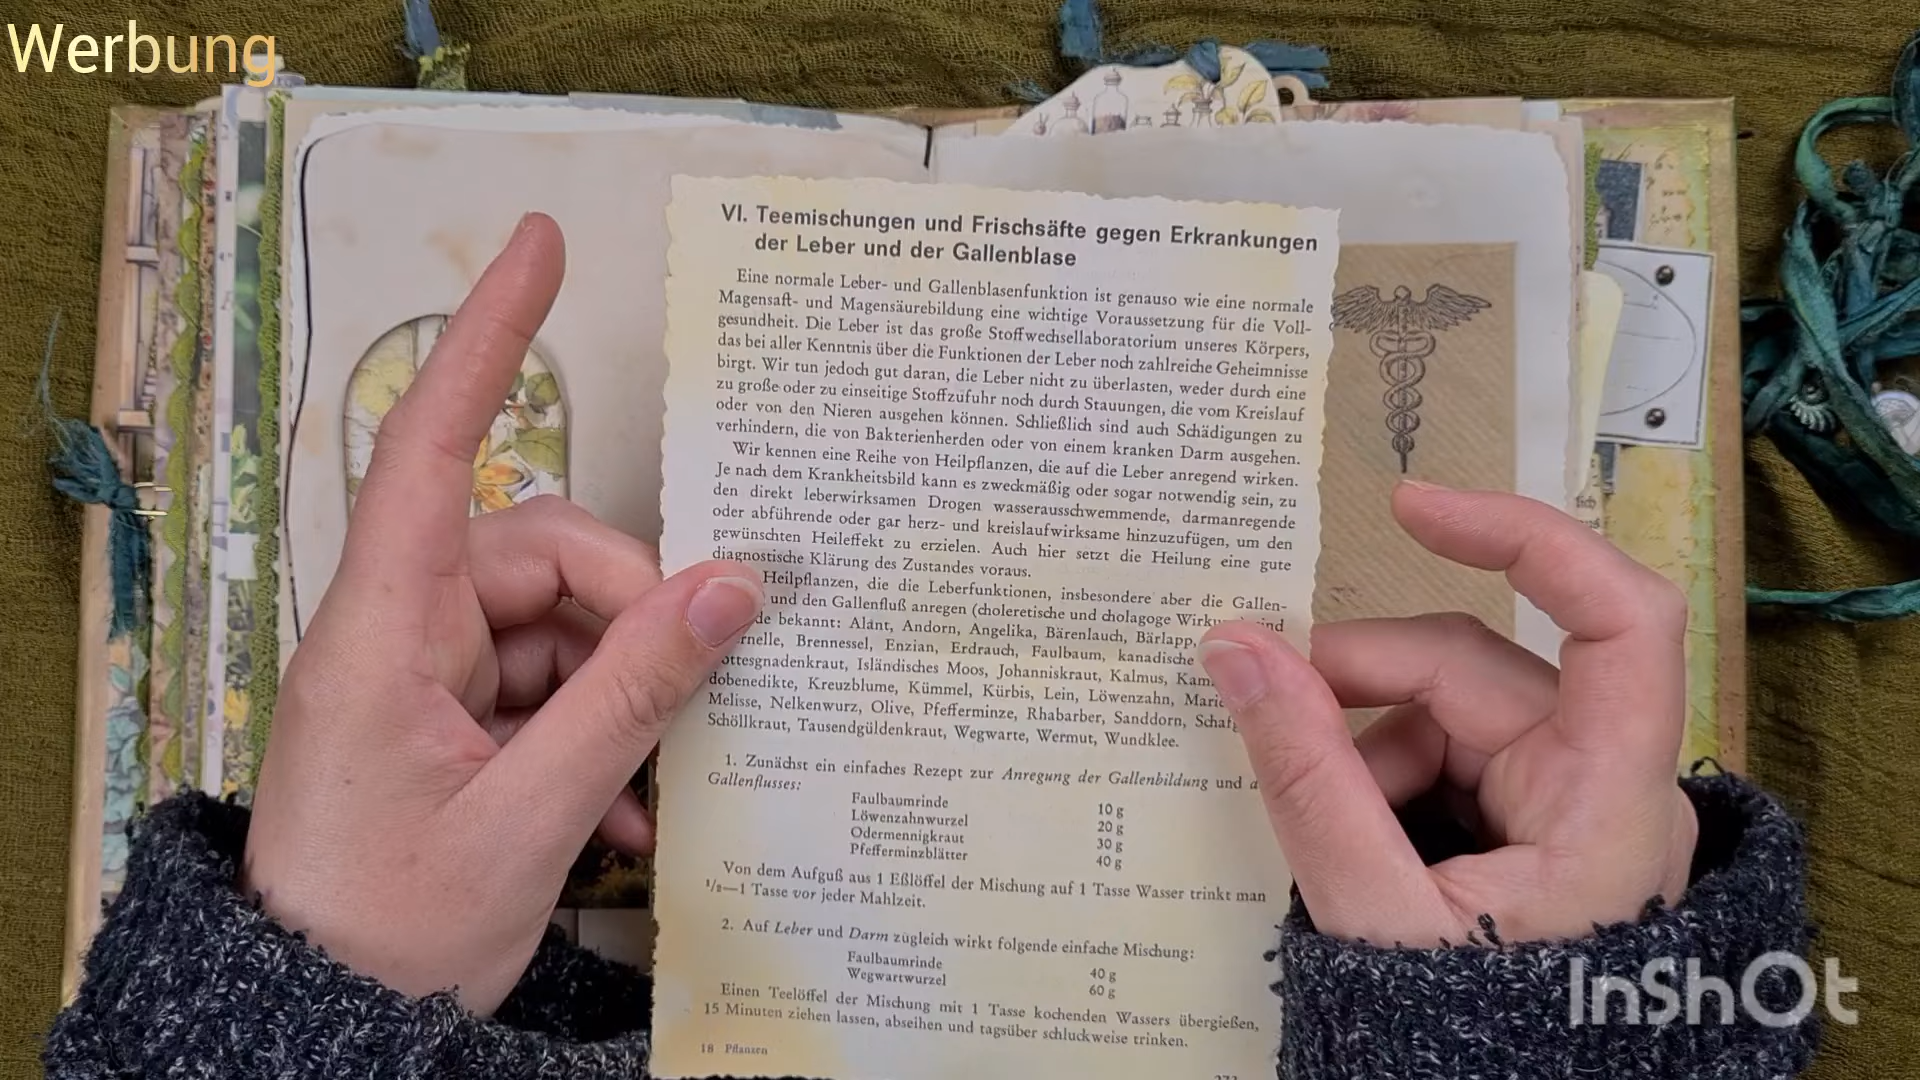 Werbung
VI. Teemischungen und Frischsäfte gegen Erkrankungen
der Leber und der Gallenblase
Eine normale Leber- und Gallenblasenfunktion ist genauso wie eine normale
Magensaft- und Magensäurebildung eine wichtige Voraussetzung für die Voll-
gesundheit. Die Leber ist das große Stoffwechsellaboratorium unseres Körpers,
das bei aller Kenntnis über die Funktionen der Leber noch zahlreiche Geheimnisse
birgt. Wir tun jedoch gut daran, die Leber nicht zu überlasten, weder durch eine
zu große oder zu einseitige Stoffzufuhr noch durch Stauungen, die vom Kreislauf
oder von den Nieren ausgehen können. Schließlich sind auch Schädigungen zu
verhindern, die von Bakterienherden oder von einem kranken Darm ausgehen.
Wir kennen eine Reihe von Heilpflanzen, die auf die Leber anregend wirken.
Je nach dem Krankheitsbild kann es zweckmäßig oder sogar notwendig sein, zu
den direkt leberwirksamen Drogen wasserausschwemmende, darmanregende
oder abführende oder gar herz- und kreislaufwirksame hinzuzufügen, um den
gewünschten Heileffekt zu erzielen. Auch hier setzt die Heilung eine gute
diagnostische Klärung des Zustandes voraus.
Heilpflanzen, die die Leberfunktionen, insbesondere aber die Gallen-
und den Gallenfluß anregen (choleretische und cholagoge
bekannt: Alant, Andorn, Angelika, Bärenlauch, Bärlapp,
Brennessel, Enzian, Erdrauch, Faulbaum, kanadische
Isländisches Moos, Johanniskraut, Kalmus,
dobenedikte, Kreuzblume, Kümmel, Kürbis, Lein, Löwenzahn,
Melisse, Nelkenwurz, Olive, Pfefferminze, Rhabarber, Sanddorn,
Schöllkraut, Tausendgüldenkraut, Wegwarte, Wermut, Wundklee.
1. Zunächst ein einfaches Rezept zur Anregung der Gallenbildung und
Gallenflusses:
Faulbaumrinde 10 g
Löwenzahnwurzel 20 g
Odermennigkraut 30 g
Pfefferminzblätter 40 g
Von dem Aufguß aus 1 Eßlöffel der Mischung auf 1 Tasse Wasser trinkt man
1/2—1 Tasse vor jeder Mahlzeit.
2. Auf Leber und Darm zugleich wirkt folgende einfache Mischung:
Faulbaumrinde 40 g
Wegwartwurzel 60 g
Einen Teelöffel der Mischung mit 1 Tasse kochenden Wassers übergießen,
15 Minuten ziehen lassen, abseihen und tagsüber schluckweise trinken.
18 Pflanzen
InShOt